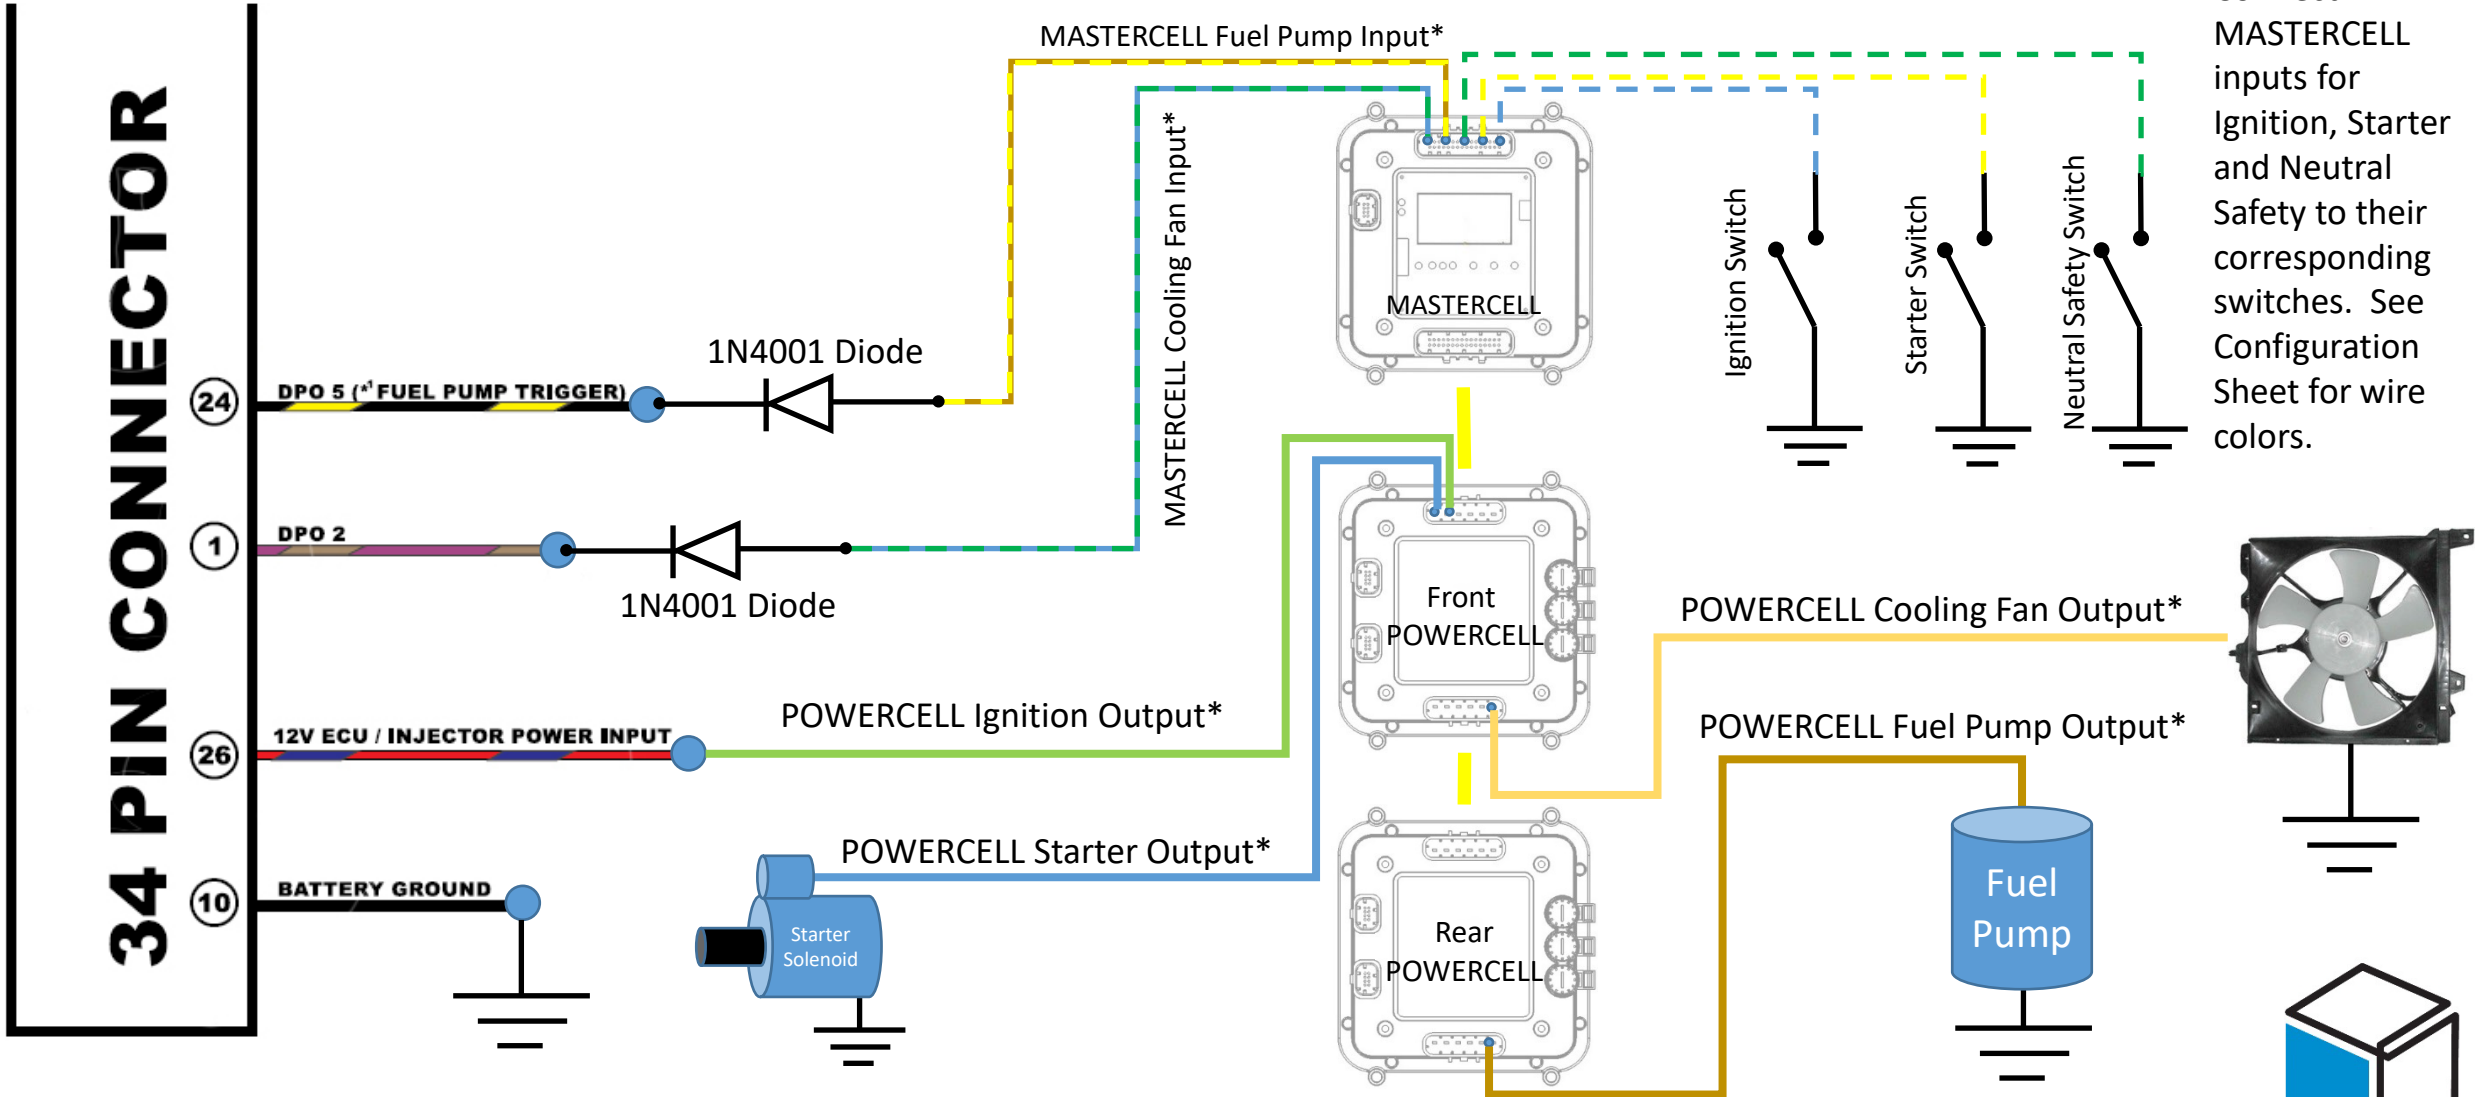 34 PIN CONNECTOR
24
DPO 5 (*¹ FUEL PUMP TRIGGER)
1N4001 Diode
1
DPO 2
1N4001 Diode
26
12V ECU / INJECTOR POWER INPUT
10
BATTERY GROUND
MASTERCELL Fuel Pump Input*
MASTERCELL Cooling Fan Input*
POWERCELL Ignition Output*
POWERCELL Starter Output*
Starter
Solenoid
MASTERCELL
Front
POWERCELL
Rear
POWERCELL
Ignition Switch
Starter Switch
Neutral Safety Switch
MASTERCELL
inputs for
Ignition, Starter
and Neutral
Safety to their
corresponding
switches.  See
Configuration
Sheet for wire
colors.
POWERCELL Cooling Fan Output*
POWERCELL Fuel Pump Output*
Fuel
Pump